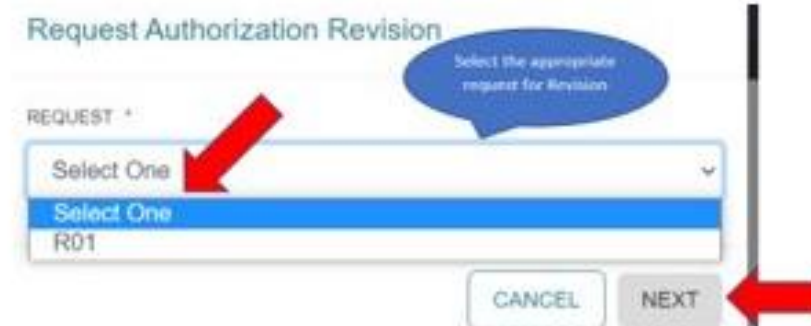 Request Authorization Revision
Select the appropriate
request for Revision
REQUEST *
Select One
Select One
R01
CANCEL
NEXT